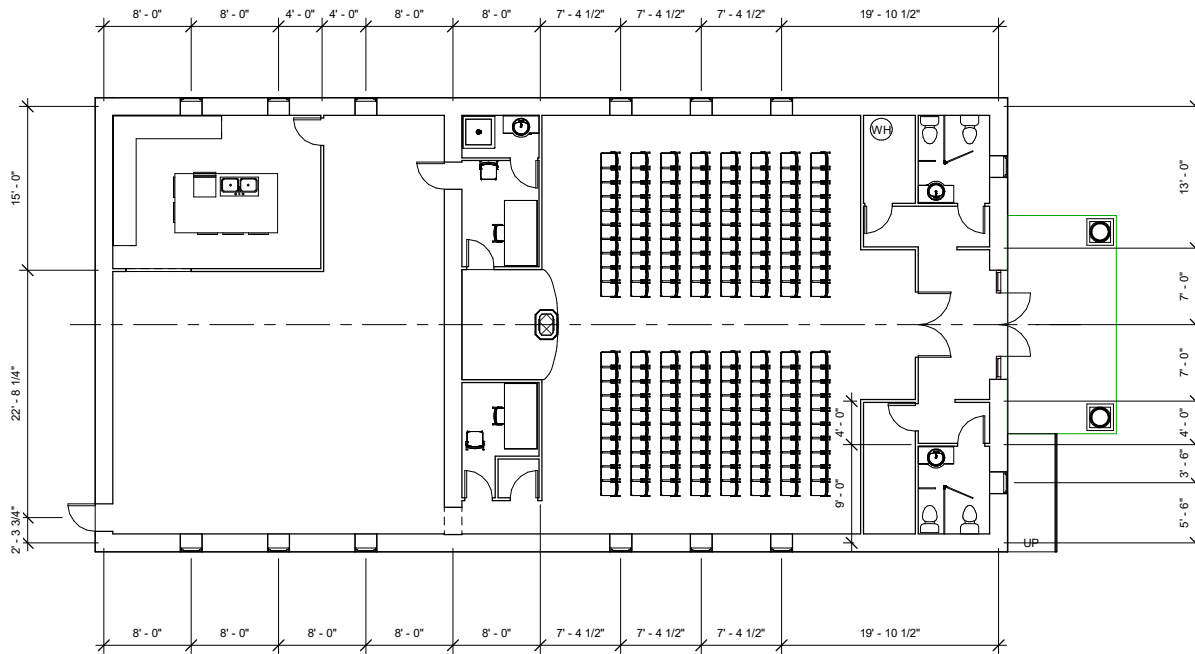 8' - 0"
8' - 0"
4' - 0"
4' - 0"
8' - 0"
8' - 0"
7' - 4 1/2"
7' - 4 1/2"
7' - 4 1/2"
19' - 10 1/2"
15' - 0"
22' - 8 1/4"
2' - 3 3/4"
WH
4' - 0"
9' - 0"
13' - 0"
7' - 0"
7' - 0"
4' - 0"
3' - 6"
5' - 6"
UP
8' - 0"
8' - 0"
8' - 0"
8' - 0"
8' - 0"
7' - 4 1/2"
7' - 4 1/2"
7' - 4 1/2"
19' - 10 1/2"